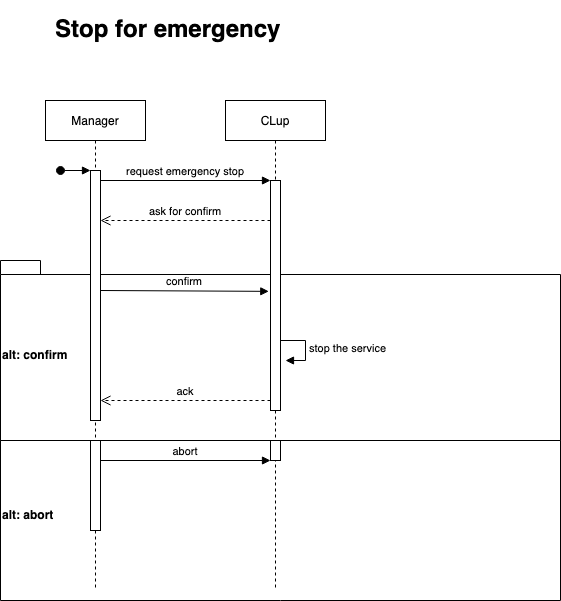 Stop for emergency
Manager
CLup
request emergency stop
ask for confirm
confirm
stop the service
alt: confirm
ack
abort
alt: abort